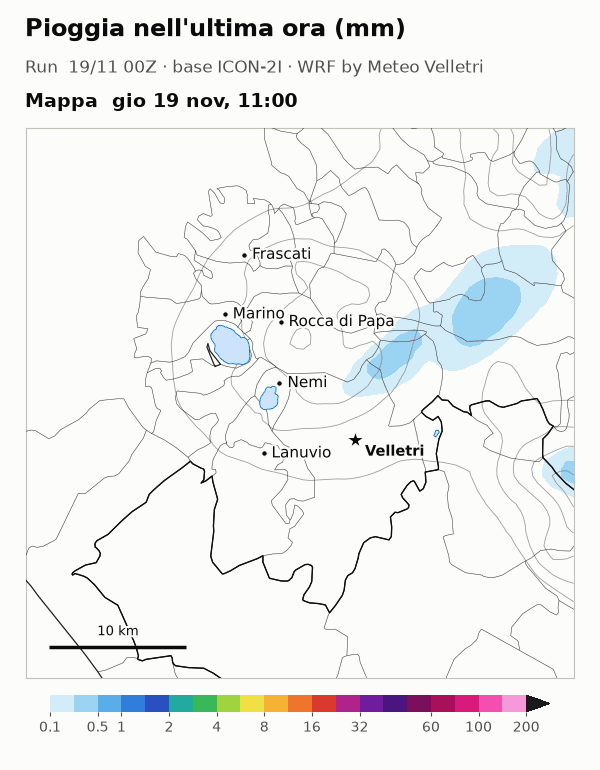 Pioggia nell'ultima ora (mm)
Run  19/11 00Z · base ICON-2I · WRF by Meteo Velletri
Mappa  gio 19 nov, 11:00
Frascati
Marino
Rocca di Papa
Nemi
Velletri
Lanuvio
10 km
0.1 0.5 1 2 4 8 16 32 60 100 200